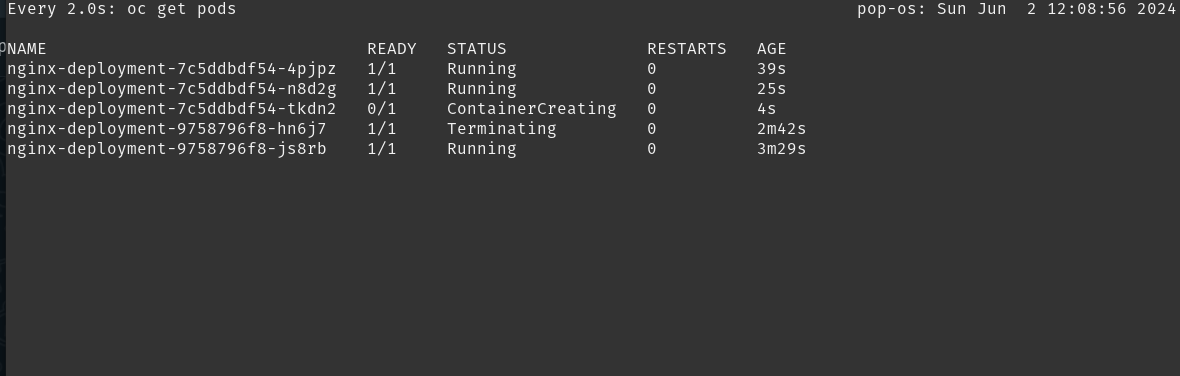 Every 2.0s: oc get pods pop-os: Sun Jun  2 12:08:56 2024
NAME READY STATUS RESTARTS AGE
nginx-deployment-7c5ddbdf54-4pjpz 1/1 Running 0 39s
nginx-deployment-7c5ddbdf54-n8d2g 1/1 Running 0 25s
nginx-deployment-7c5ddbdf54-tkdn2 0/1 ContainerCreating 0 4s
nginx-deployment-9758796f8-hn6j7 1/1 Terminating 0 2m42s
nginx-deployment-9758796f8-js8rb 1/1 Running 0 3m29s